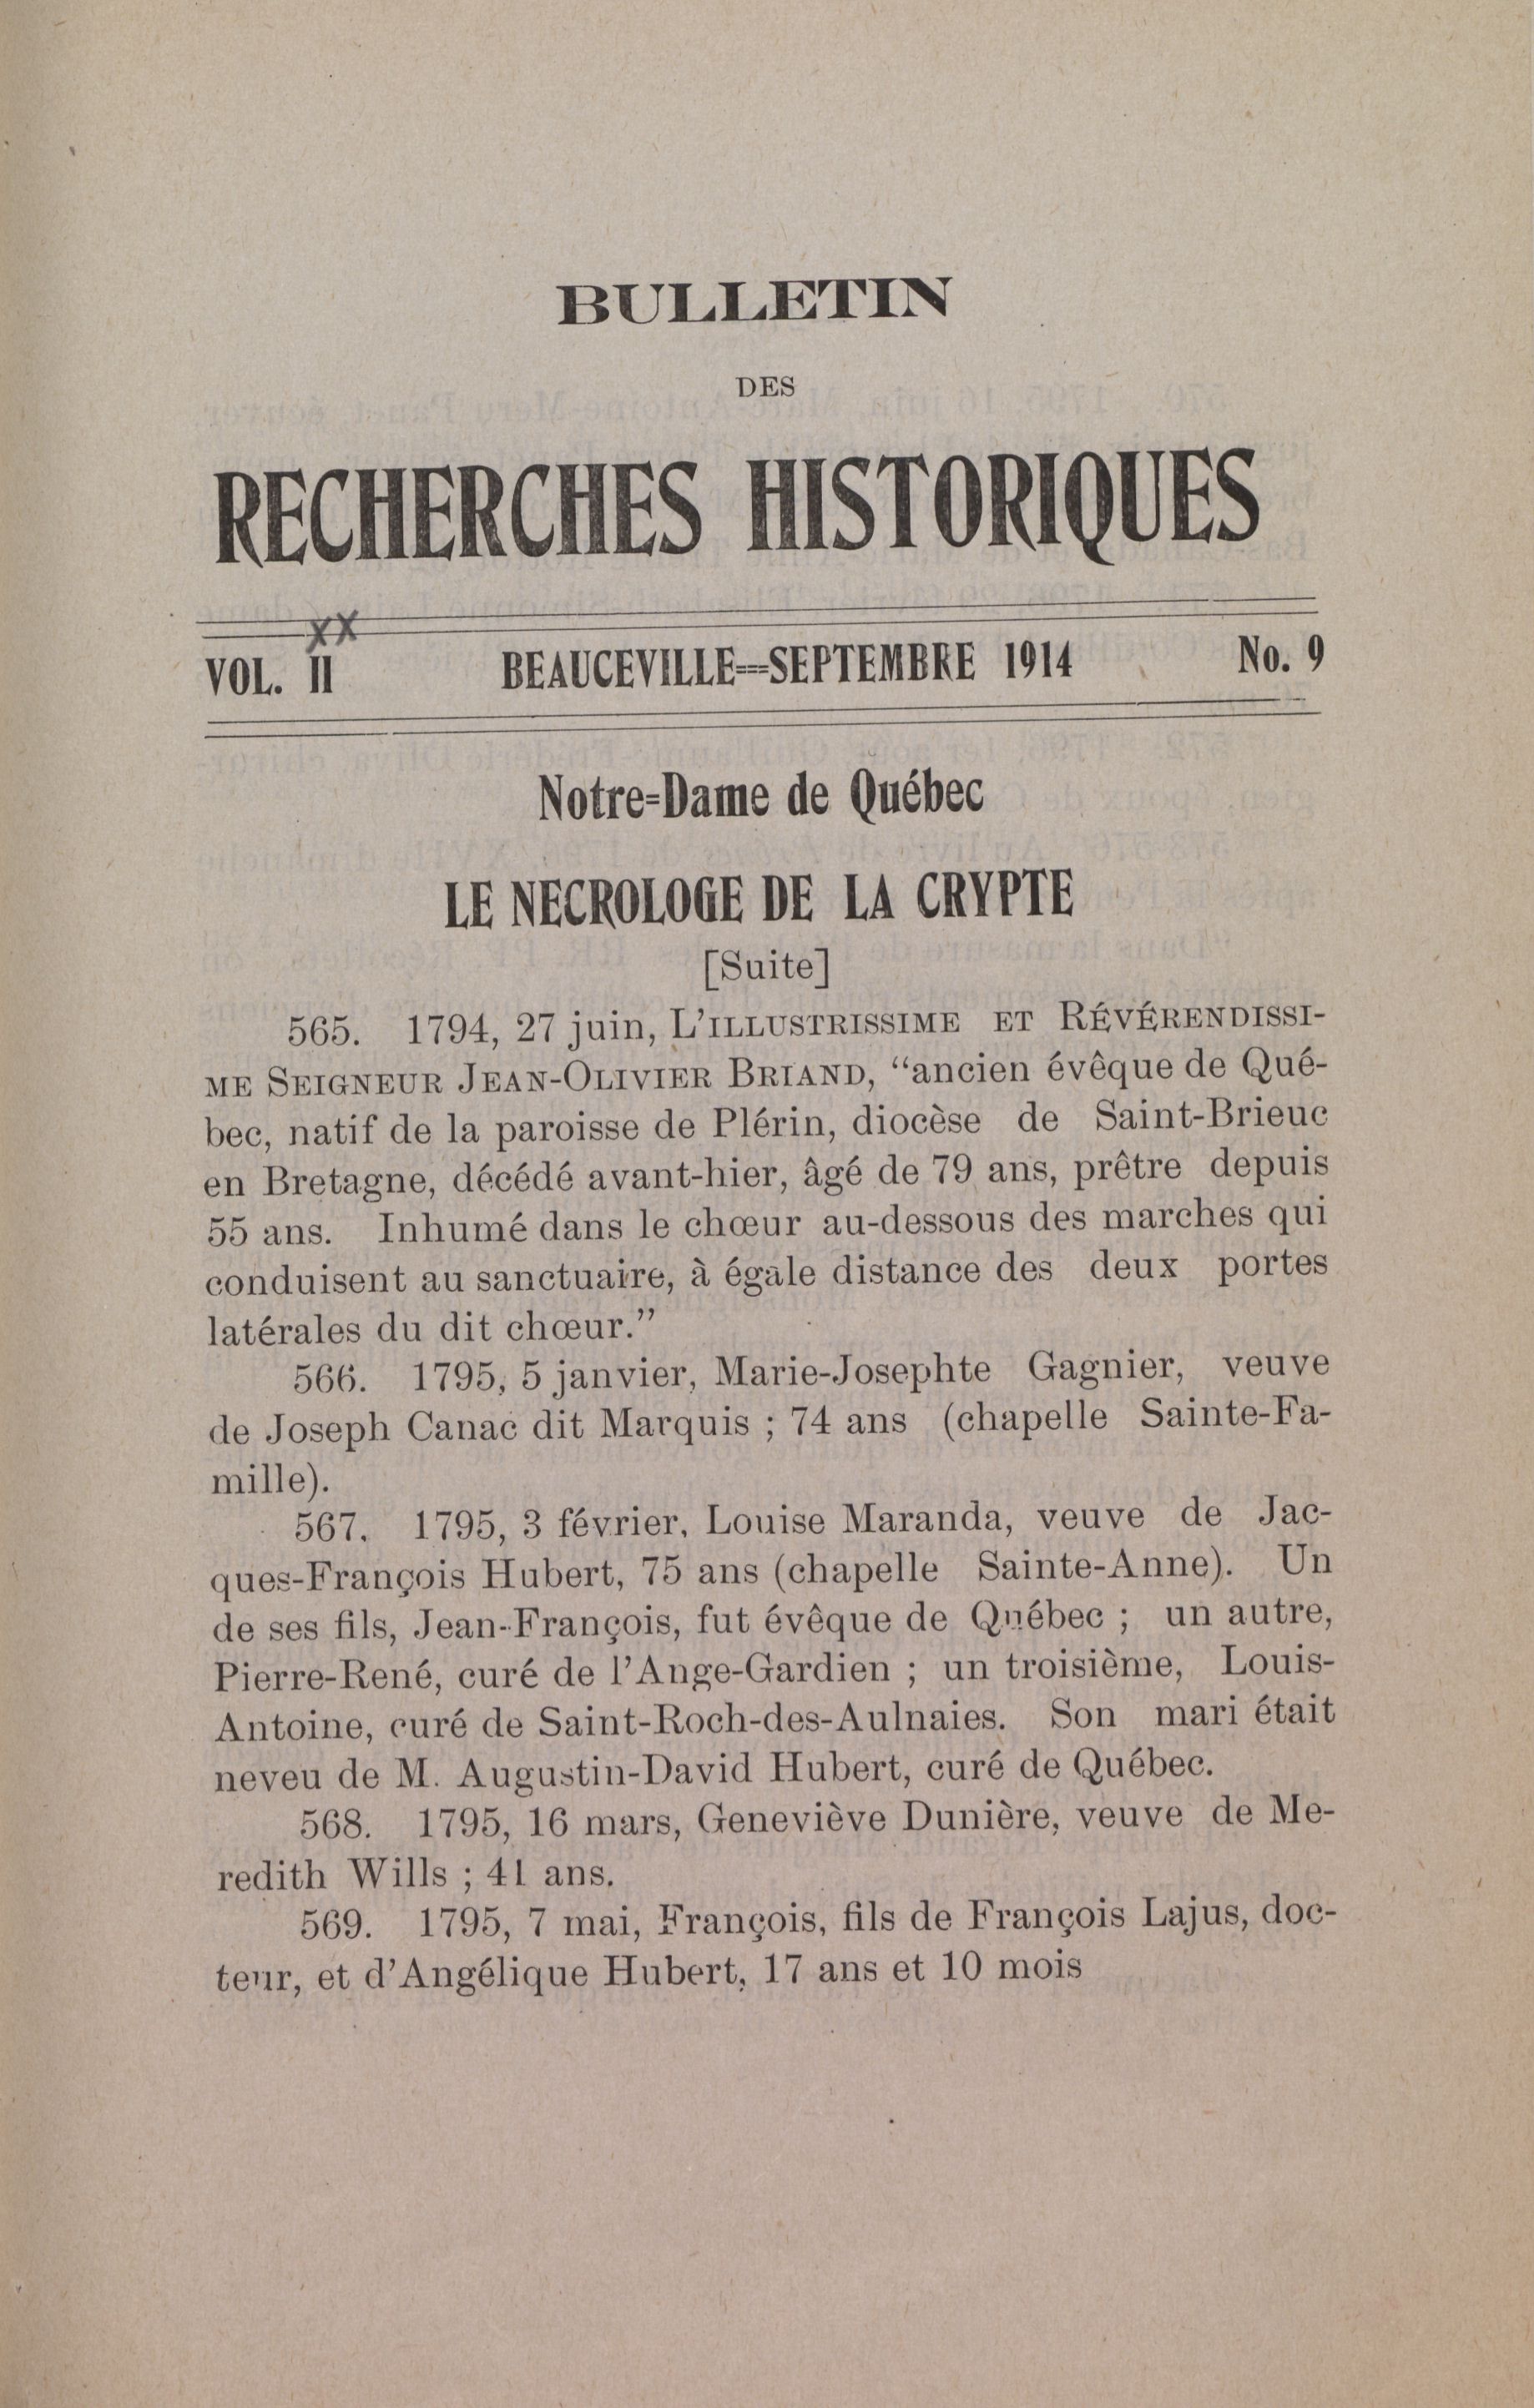 BULLETIN
DES
RECHERCHES HISTORIQUES
XX
VOL. II BEAUCEVILLE—SEPTEMBRE 1914 No. 9
Notre-Dame de Québec
LE NECROLOGE DE LA CRYPTE
[Suite]
565. 1794, 27 juin, L'ILLUSTRISSIME ET RÉVÉRENDISSI-
ME SEIGNEUR JEAN-OLIVIER BRIAND, “ancien évêque de Qué-
bec, natif de la paroisse de Plérin, diocèse de Saint-Brieuc
en Bretagne, décédé avant-hier, âgé de 79 ans, prêtre depuis
55 ans. Inhumé dans le chœur au-dessous des marches qui
conduisent au sanctuaire, à égale distance des deux portes
latérales du dit chœur.”
566. 1795, 5 janvier, Marie-Josephte Gagnier, veuve
de Joseph Canac dit Marquis ; 74 ans (chapelle Sainte-Fa-
mille).
567. 1795, 3 février, Louise Maranda, veuve de Jac-
ques-François Hubert, 75 ans (chapelle Sainte-Anne). Un
de ses fils, Jean-François, fut évêque de Québec ; un autre,
Pierre-René, curé de l'Ange-Gardien ; un troisième, Louis-
Antoine, curé de Saint-Roch-des-Aulnaies. Son mari était
neveu de M. Augustin-David Hubert, curé de Québec.
568. 1795, 16 mars, Geneviève Dunière, veuve de Me-
redith Wills ; 41 ans.
569. 1795, 7 mai, François, fils de François Lajus, doc-
teur, et d'Angélique Hubert, 17 ans et 10 mois